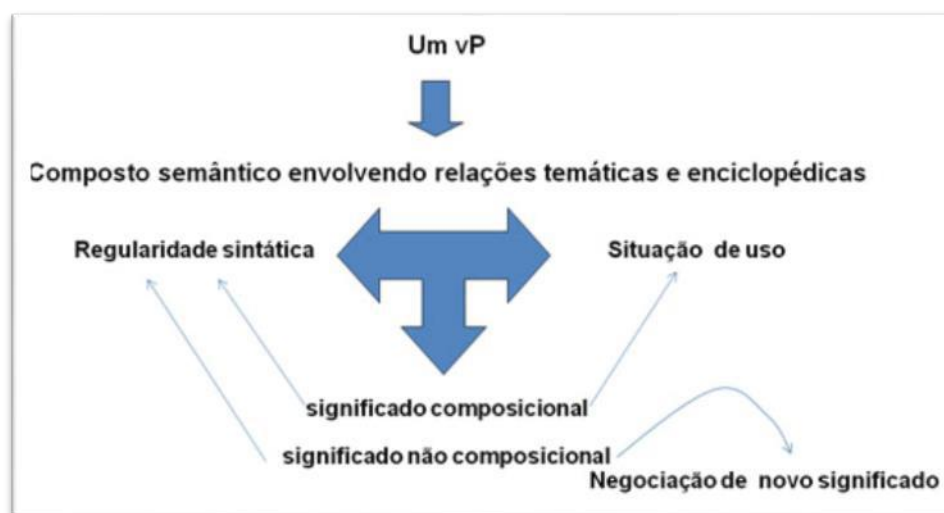 Um vP
Composto semântico envolvendo relações temáticas e enciclopédicas
Regularidade sintática
Situação de uso
significado composicional
significado não composicional
Negociação de novo significado